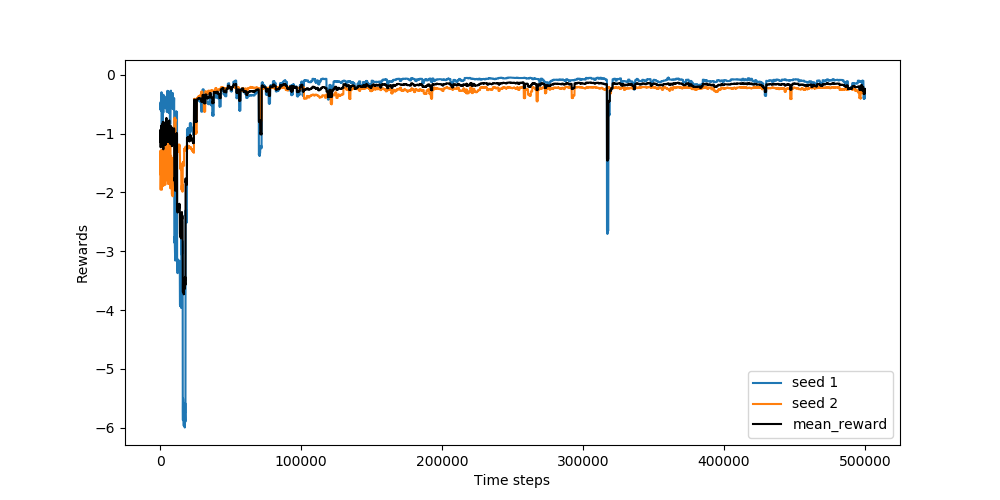 0
−1
−2
−3
−4
−5
−6
Rewards
0
100000
200000
300000
400000
500000
Time steps
seed 1
seed 2
mean_reward